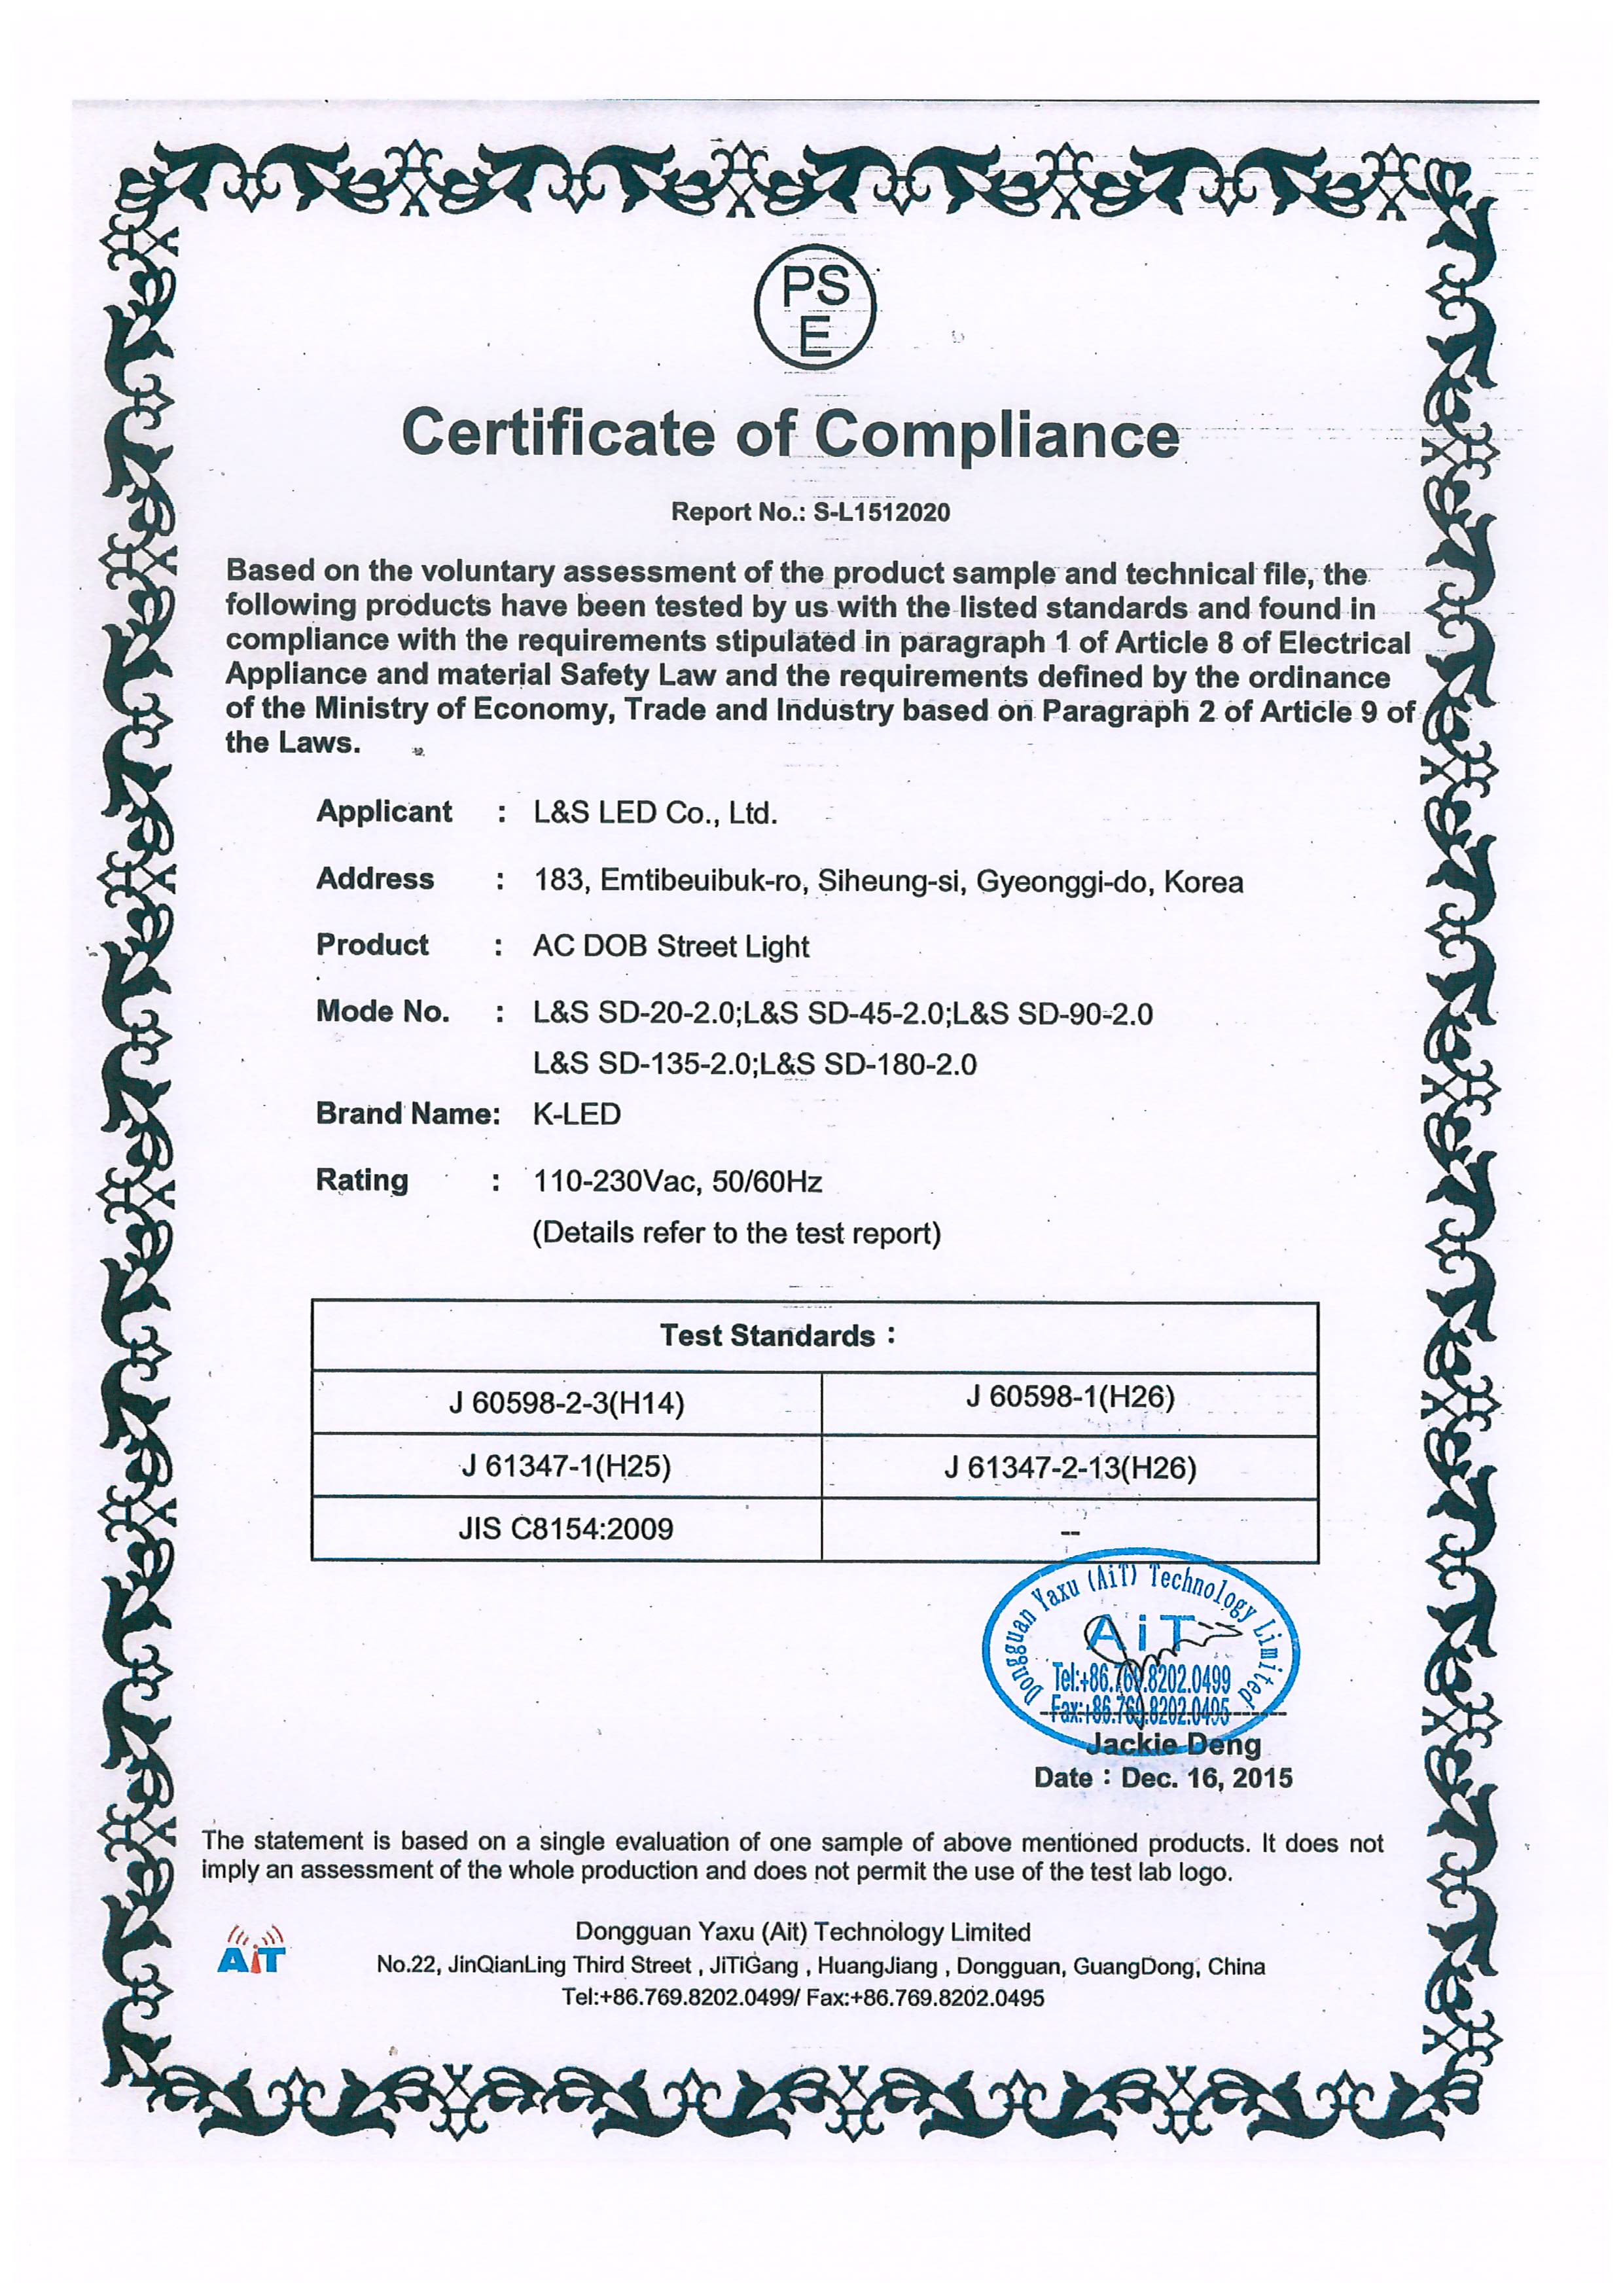 PS
E
Certificate of Compliance
Report No.: S-L1512020
Based on the voluntary assessment of the product sample and technical file, the
following products have been tested by us with the listed standards and found in
compliance with the requirements stipulated in paragraph 1 of Article 8 of Electrical
Appliance and material Safety Law and the requirements defined by the ordinance
of the Ministry of Economy, Trade and Industry based on Paragraph 2 of Article 9 of
the Laws.
Applicant : L&S LED Co., Ltd.
Address : 183, Emtibeuibuk-ro, Siheung-si, Gyeonggi-do, Korea
Product : AC DOB Street Light
Mode No. : L&S SD-20-2.0;L&S SD-45-2.0;L&S SD-90-2.0
L&S SD-135-2.0;L&S SD-180-2.0
Brand Name: K-LED
Rating : 110-230Vac, 50/60Hz
(Details refer to the test report)
Test Standards :
J 60598-2-3(H14) J 60598-1(H26)
J 61347-1(H25) J 61347-2-13(H26)
JIS C8154:2009 --
Dongguan Yaxu (AiT) Technology Limited
AiT
Tel:+86.769.8202.0499
Fax:+86.769.8202.0495
Jackie Deng
Date : Dec. 16, 2015
The statement is based on a single evaluation of one sample of above mentioned products. It does not
imply an assessment of the whole production and does not permit the use of the test lab logo.
AiT
Dongguan Yaxu (Ait) Technology Limited
No.22, JinQianLing Third Street , JiTiGang , HuangJiang , Dongguan, GuangDong, China
Tel:+86.769.8202.0499/ Fax:+86.769.8202.0495